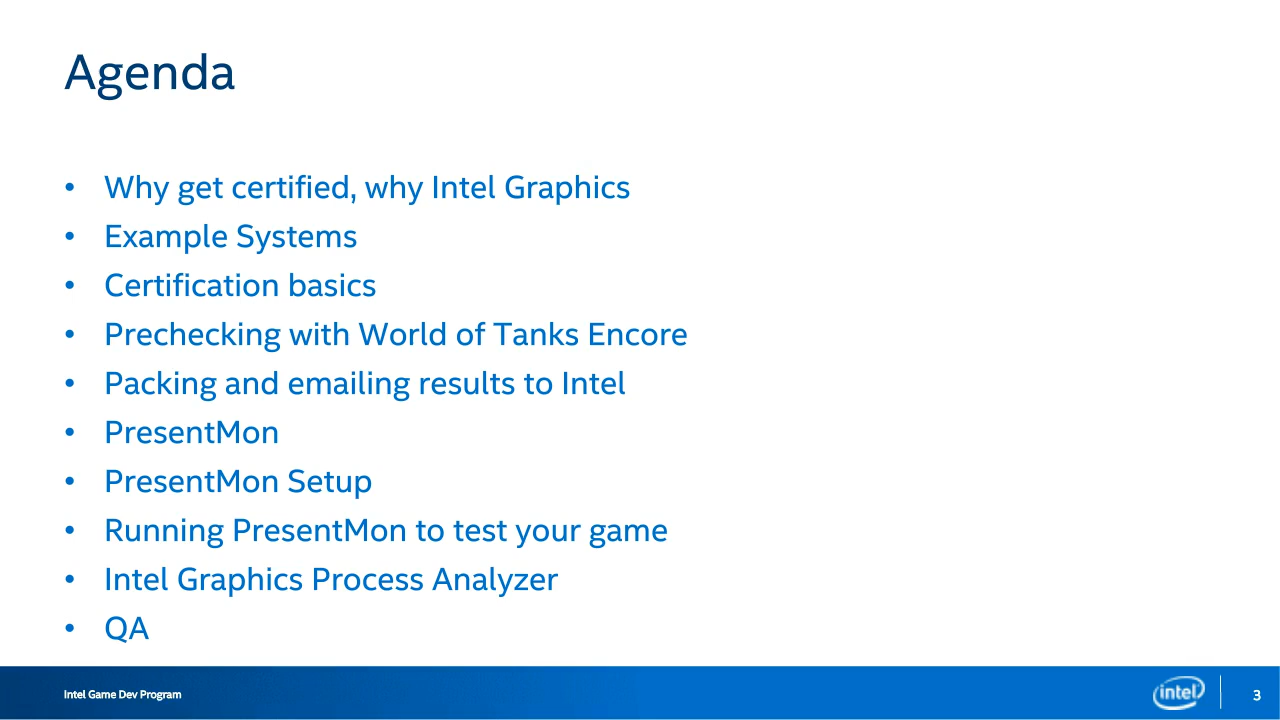 Agenda
• Why get certified, why Intel Graphics
• Example Systems
• Certification basics
• Prechecking with World of Tanks Encore
• Packing and emailing results to Intel
• PresentMon
• PresentMon Setup
• Running PresentMon to test your game
• Intel Graphics Process Analyzer
• QA
Intel Game Dev Program
intel
3